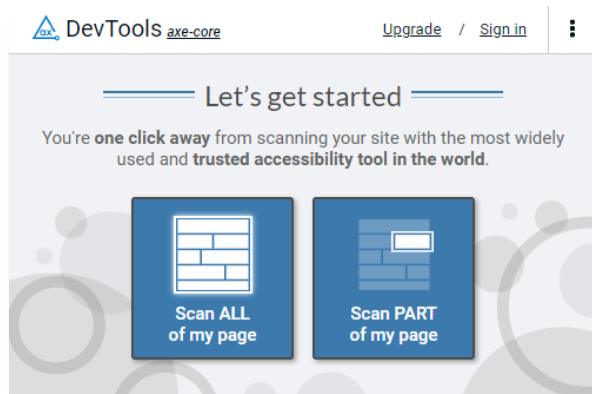 ax DevTools axe-core Upgrade / Sign in
Let's get started
You're one click away from scanning your site with the most widely
used and trusted accessibility tool in the world.
Scan ALL
of my page
Scan PART
of my page